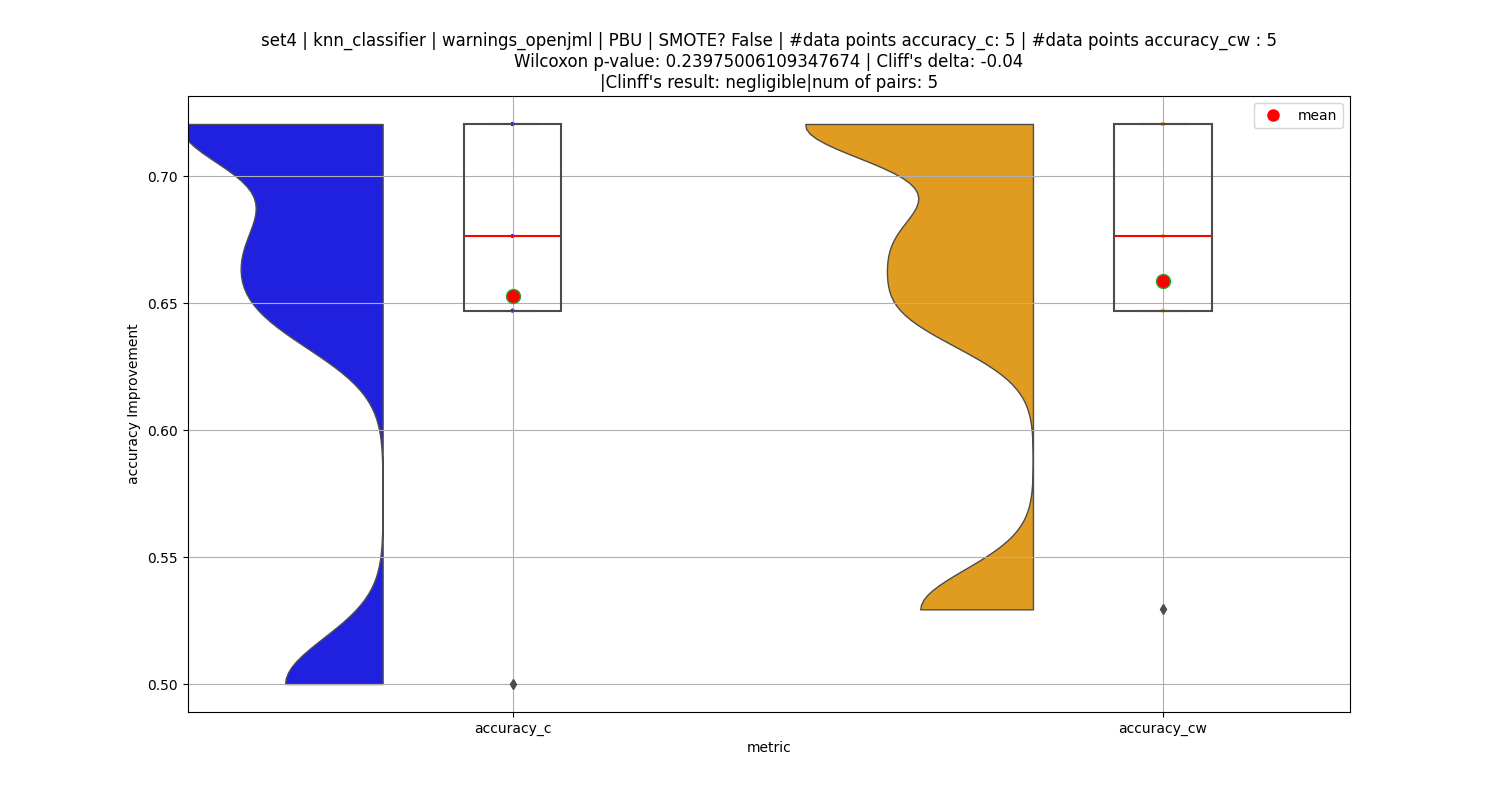 set4 | knn_classifier | warnings_openjml | PBU | SMOTE? False | #data points accuracy_c: 5 | #data points accuracy_cw : 5
Wilcoxon p-value: 0.23975006109347674 | Cliff's delta: -0.04
|Clinff's result: negligible|num of pairs: 5
mean
0.70
0.65
0.60
0.55
0.50
accuracy Improvement
accuracy_c
accuracy_cw
metric